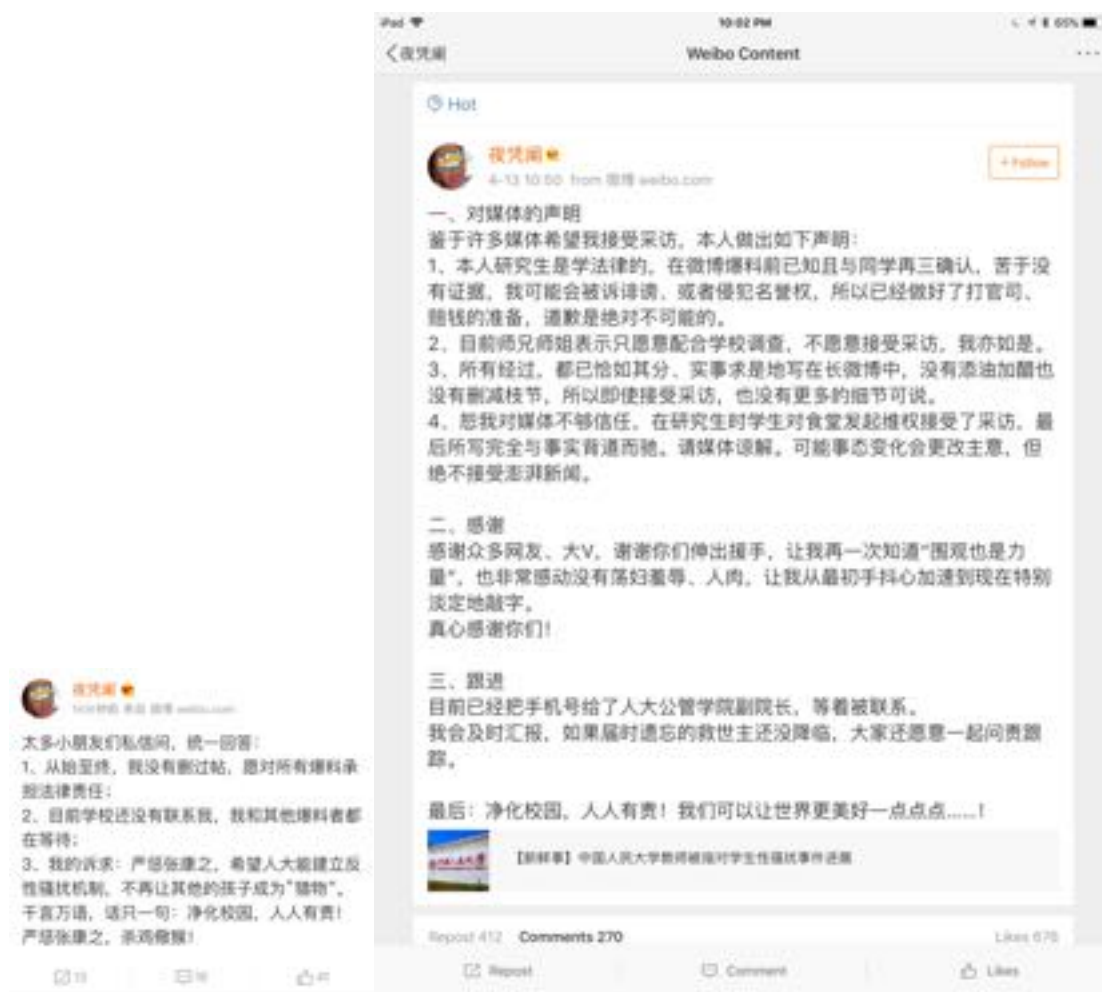 iPad
10:02 PM
65%
夜凭阑
Weibo Content
Hot
夜凭阑
4-13 10:50 from 微博 weibo.com
+Follow
一、对媒体的声明
鉴于许多媒体希望我接受采访，本人做出如下声明：
1、本人研究生是学法律的，在微博爆料前已知且与同学再三确认，苦于没
有证据，我可能会被诉诽谤，或者侵犯名誉权，所以已经做好了打官司、
赔钱的准备，道歉是绝对不可能的。
2、目前师兄师姐表示只愿意配合学校调查，不愿意接受采访，我亦如是。
3、所有经过，都已恰如其分、实事求是地写在长微博中，没有添油加醋也
没有删减枝节，所以即使接受采访，也没有更多的细节可说。
4、恕我对媒体不够信任，在研究生时学生对食堂发起维权接受了采访，最
后所写完全与事实背道而驰。请媒体谅解。可能事态变化会更改主意，但
绝不接受澎湃新闻。
二、感谢
感谢众多网友、大V，谢谢你们伸出援手，让我再一次知道“围观也是力
量”，也非常感动没有荡妇羞辱、人肉，让我从最初手抖心加速到现在特别
淡定地敲字。
真心感谢你们！
三、跟进
目前已经把手机号给了人大公管学院副院长，等着被联系。
我会及时汇报，如果届时遗忘的救世主还没降临，大家还愿意一起问责跟
踪。
最后：净化校园，人人有责！我们可以让世界更美好一点点点......！
【新鲜事】中国人民大学教师被指对学生性骚扰事件进展
Repost 412 Comments 270
Likes 676
Repost
Comment
Likes
夜凭阑
来自 微博 weibo.com
太多小朋友们私信问，统一回答：
1、从始至终，我没有删过帖，愿对所有爆料承
担法律责任；
2、目前学校还没有联系我，我和其他爆料者都
在等待；
3、我的诉求：严惩张康之，希望人大能建立反
性骚扰机制，不再让其他的孩子成为“猎物”。
千言万语，话只一句：净化校园，人人有责！
严惩张康之，杀鸡儆猴！